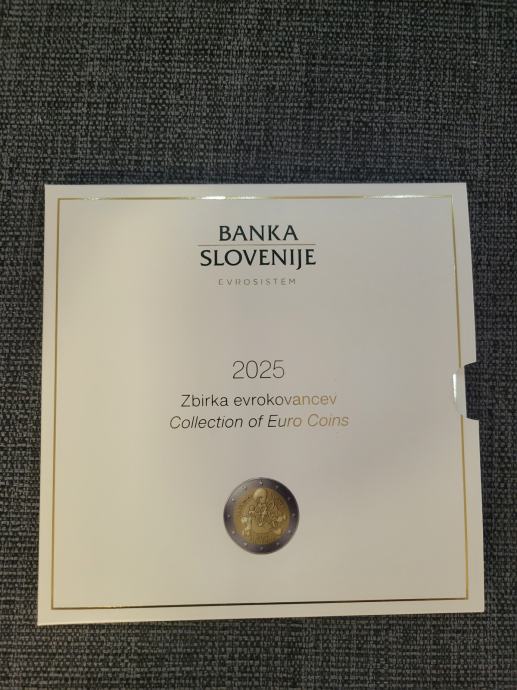 BANKA
SLOVENIJE
EVROSISTEM
2025
Zbirka evrokovancev
Collection of Euro Coins